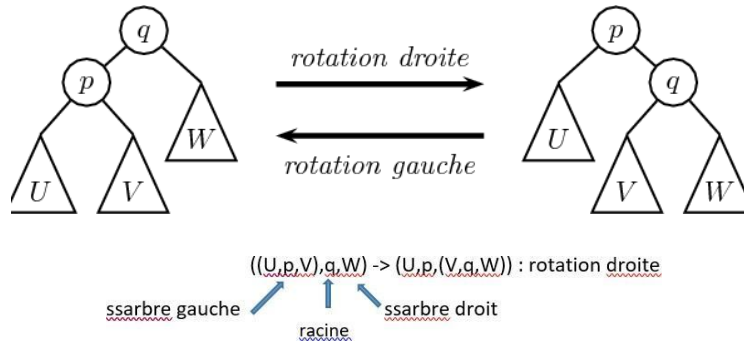 q p
rotation droite
p q
W U
rotation gauche
U V V W
((U,p,V),q,W) -> (U,p,(V,q,W)) : rotation droite
ssarbre gauche ssarbre droit
racine